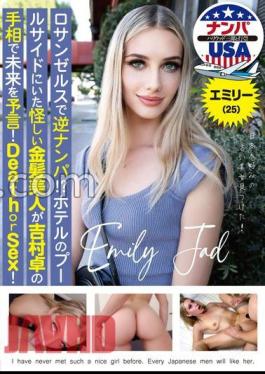 ナンパ
USA
エミリー
(25)
ロサンゼルスで逆ナンパ!?ホテルのプー
ルサイドにいた怪しい金髪美人が吉村卓の
手相で未来を予言!Death or Sex!
Emily Jad
JAVHD
I have never met such a nice girl before. Every Japanese men will like her.